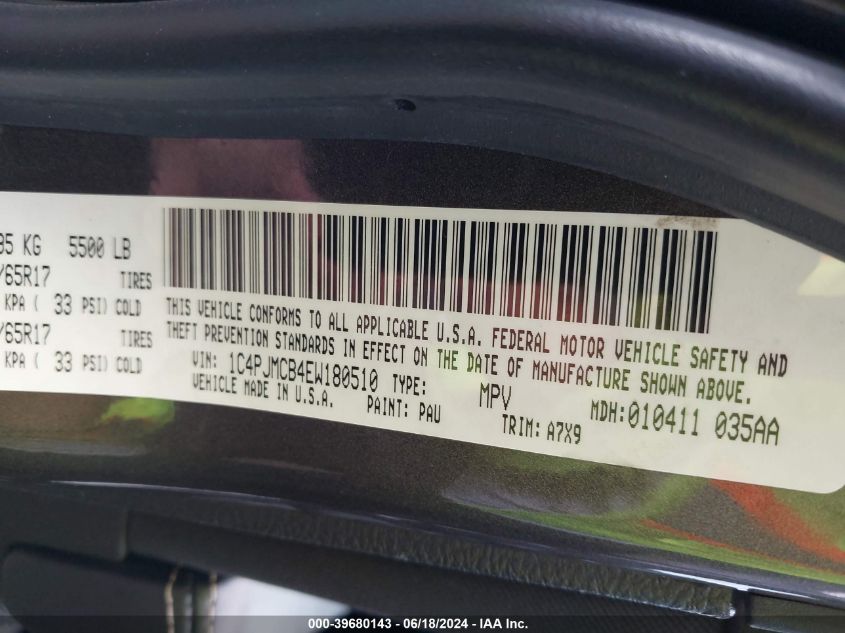 95 KG 5500 LB
/65R17 TIRES
KPA ( 33 PSI) COLD
/65R17 TIRES
KPA ( 33 PSI) COLD
THIS VEHICLE CONFORMS TO ALL APPLICABLE U.S.A. FEDERAL MOTOR VEHICLE SAFETY AND
THEFT PREVENTION STANDARDS IN EFFECT ON THE DATE OF MANUFACTURE SHOWN ABOVE.
VIN: 1C4PJMCB4EW180510 TYPE: MPV MDH:010411 035AA
VEHICLE MADE IN U.S.A. PAINT: PAU TRIM: A7X9
000-39680143 — 06/18/2024 — IAA Inc.